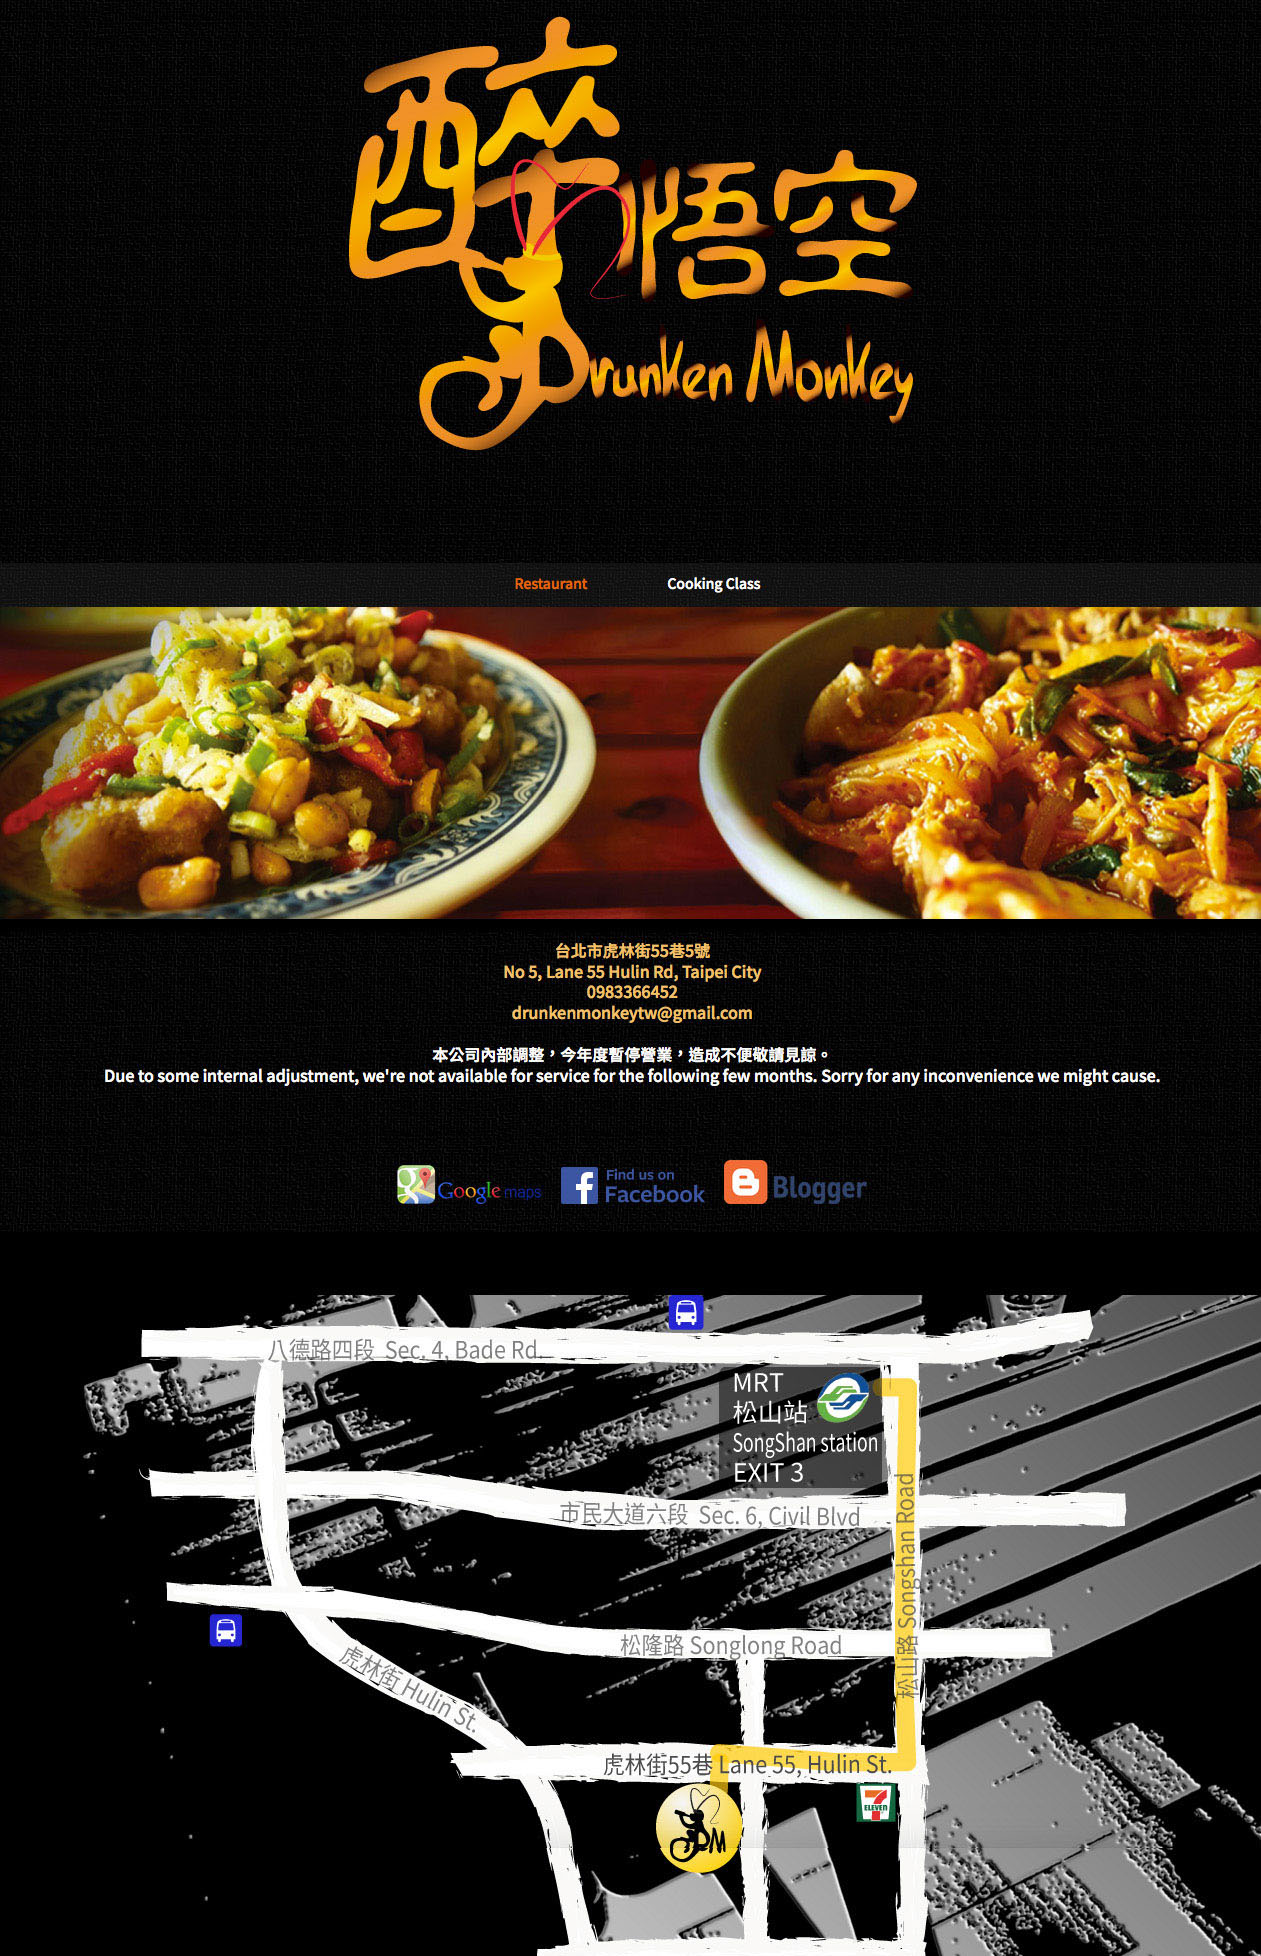 醉悟空
Drunken Monkey
Restaurant
Cooking Class
台北市虎林街55巷5號
No 5, Lane 55 Hulin Rd, Taipei City
0983366452
drunkenmonkeytw@gmail.com
本公司內部調整，今年度暫停營業，造成不便敬請見諒。
Due to some internal adjustment, we're not available for service for the following few months. Sorry for any inconvenience we might cause.
Google maps
Find us on
Facebook
Blogger
八德路四段 Sec. 4, Bade Rd.
MRT
松山站
SongShan station
EXIT 3
市民大道六段 Sec. 6, Civil Blvd
松山路 Songshan Road
松隆路 Songlong Road
虎林街 Hulin St.
虎林街55巷 Lane 55, Hulin St.
7
ELEVEN
DM